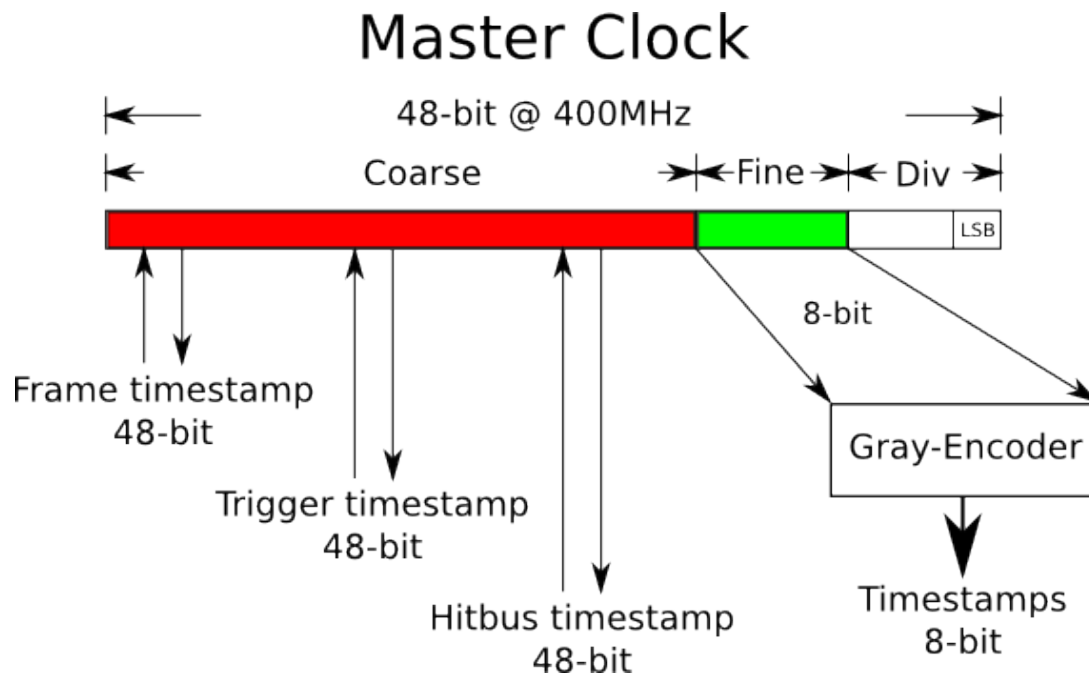 Master Clock
48-bit @ 400MHz
Coarse
Fine
Div
LSB
8-bit
Frame timestamp
48-bit
Gray-Encoder
Trigger timestamp
48-bit
Timestamps
8-bit
Hitbus timestamp
48-bit